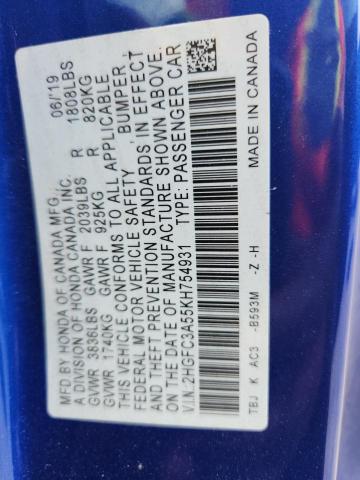 MFD.BY HONDA OF CANADA MFG.,
A DIVISION OF HONDA CANADA INC. 06/'19
GVWR 3836LBS GAWR F 2039LBS R 1808LBS
GVWR 1740KG GAWR F 925KG R 820KG
THIS VEHICLE CONFORMS TO ALL APPLICABLE
FEDERAL MOTOR VEHICLE SAFETY , BUMPER,
AND THEFT PREVENTION STANDARDS IN EFFECT
ON THE DATE OF MANUFACTURE SHOWN ABOVE.
V.I.N.:2HGFC3A55KH754931 TYPE: PASSENGER CAR
TBJ K AC3 -B593M -Z -H MADE IN CANADA